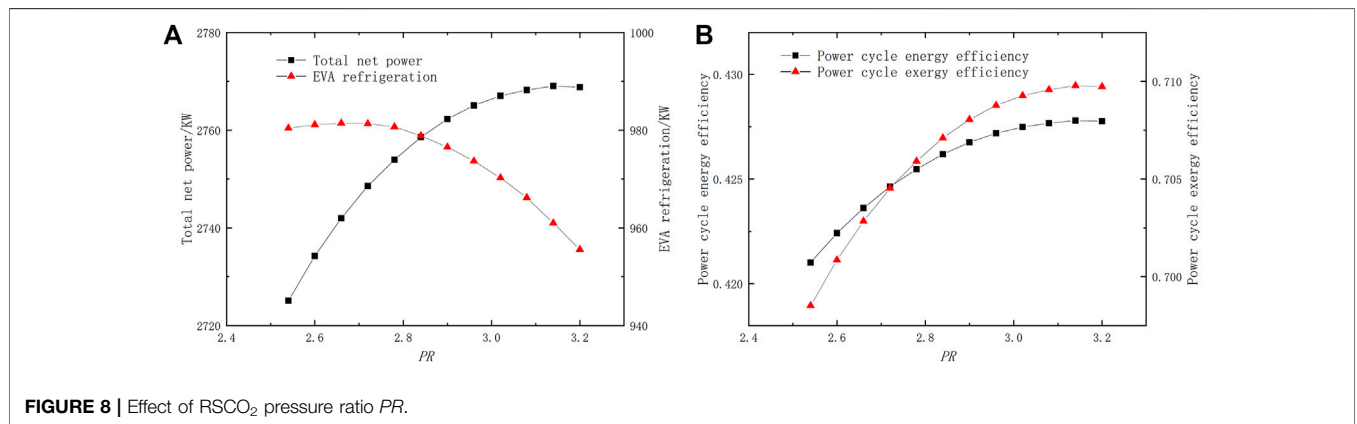 A
2780
2760
2740
2720
Total net power/KW
Total net power
EVA refrigeration
1000
980
960
940
EVA refrigeration/KW
2.4 2.6 2.8 3.0 3.2
PR
B
0.430
0.425
0.420
Power cycle energy efficiency
Power cycle energy efficiency
Power cycle exergy efficiency
0.710
0.705
0.700
Power cycle exergy efficiency
2.4 2.6 2.8 3.0 3.2
PR
FIGURE 8 | Effect of RSCO₂ pressure ratio PR.